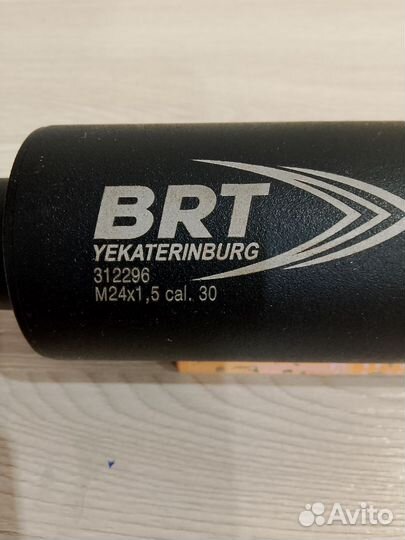 BRT
YEKATERINBURG
312296
M24x1,5 cal. 30
Avito